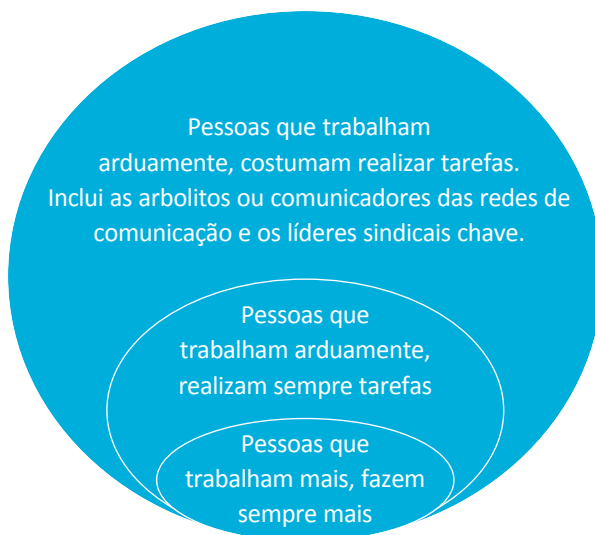 Pessoas que trabalham
arduamente, costumam realizar tarefas.
Inclui as arbolitos ou comunicadores das redes de
comunicação e os líderes sindicais chave.
Pessoas que
trabalham arduamente,
realizam sempre tarefas
Pessoas que
trabalham mais, fazem
sempre mais